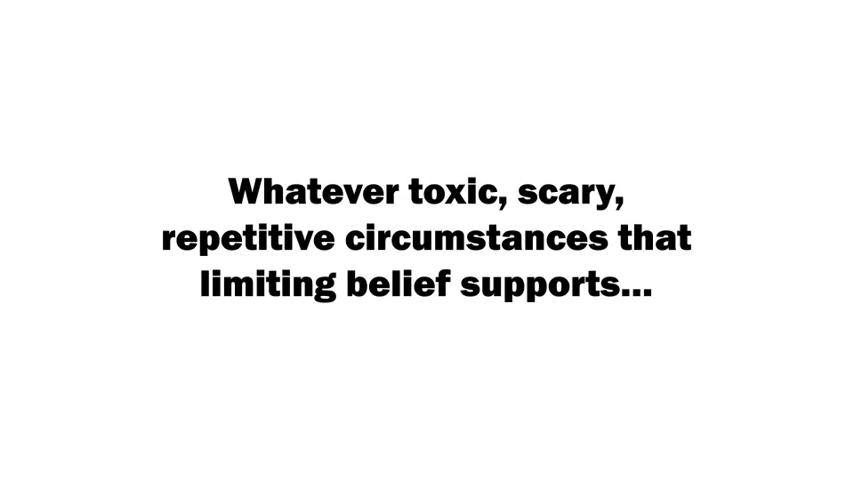 Whatever toxic, scary,
repetitive circumstances that
limiting belief supports...